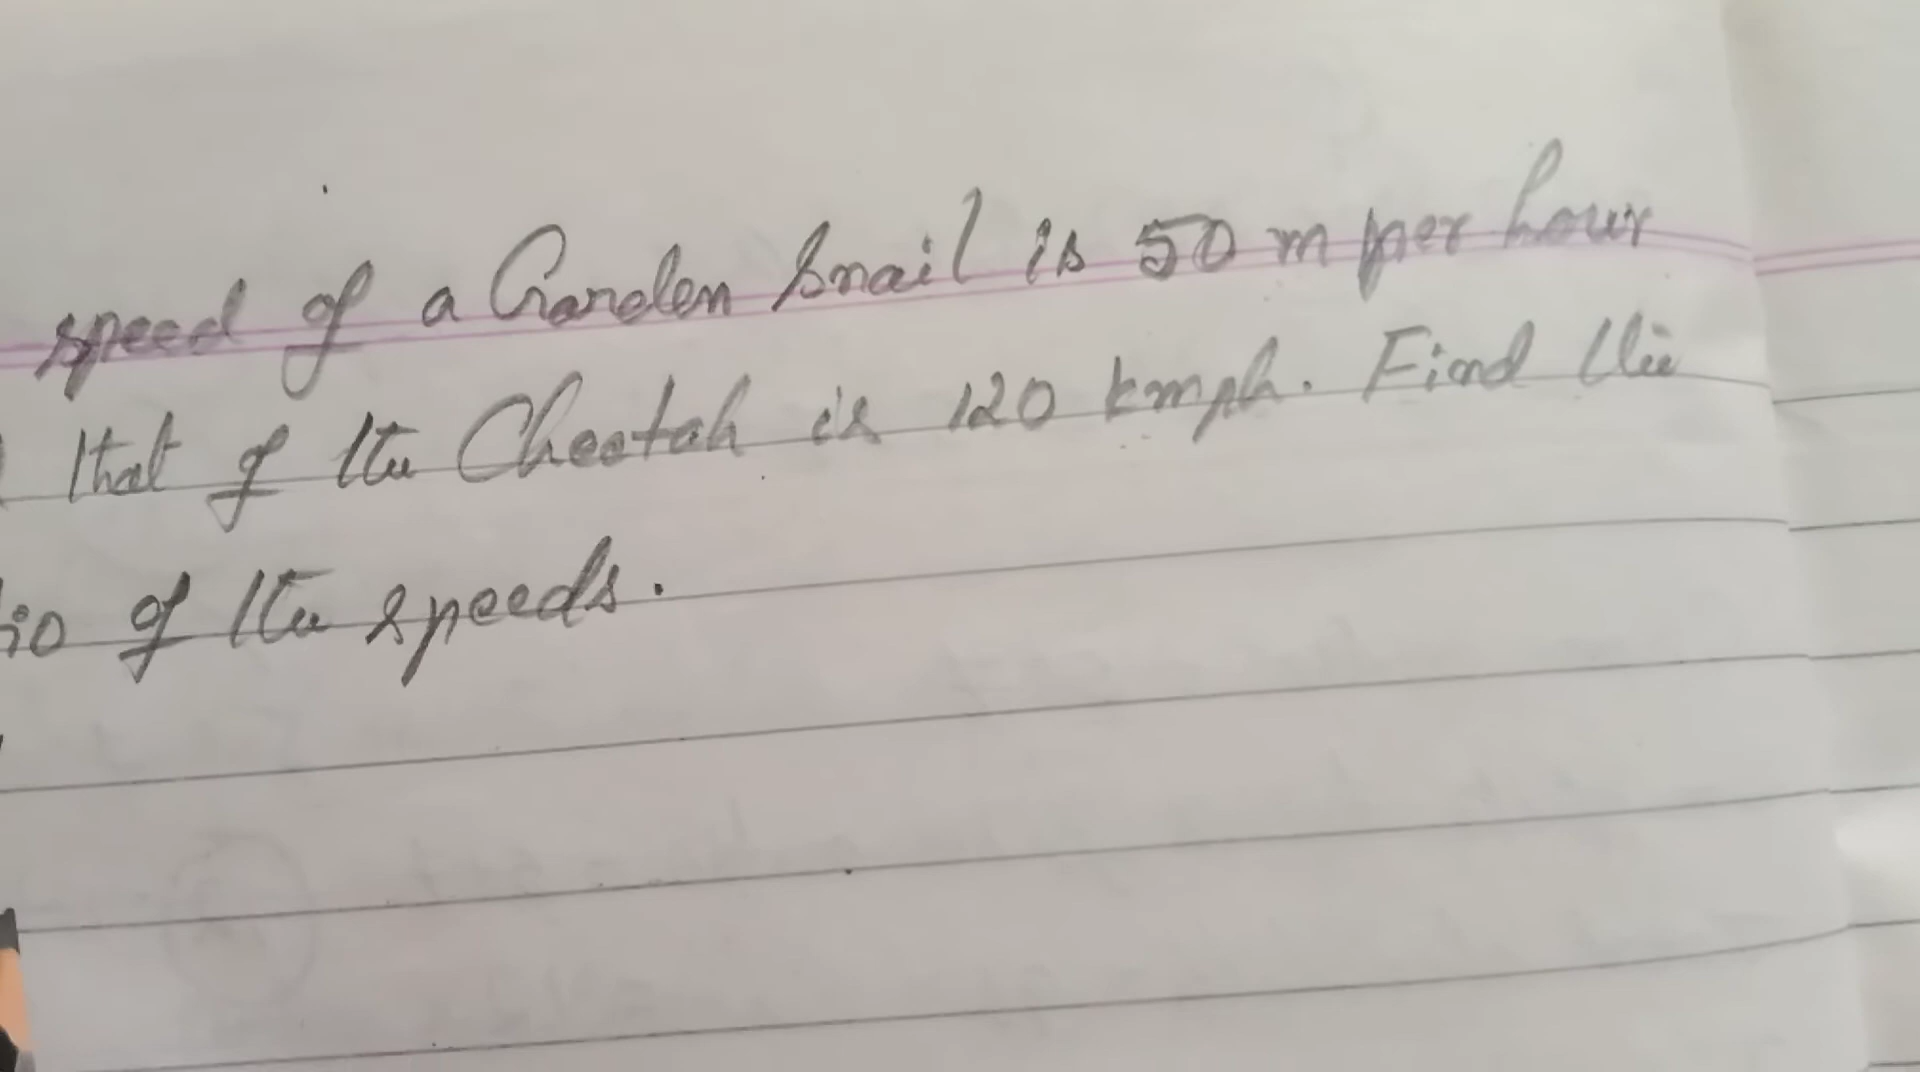 speed of a Garden Snail is 50 m per hour
that of the Cheetah is 120 kmph. Find the
io of the speeds.